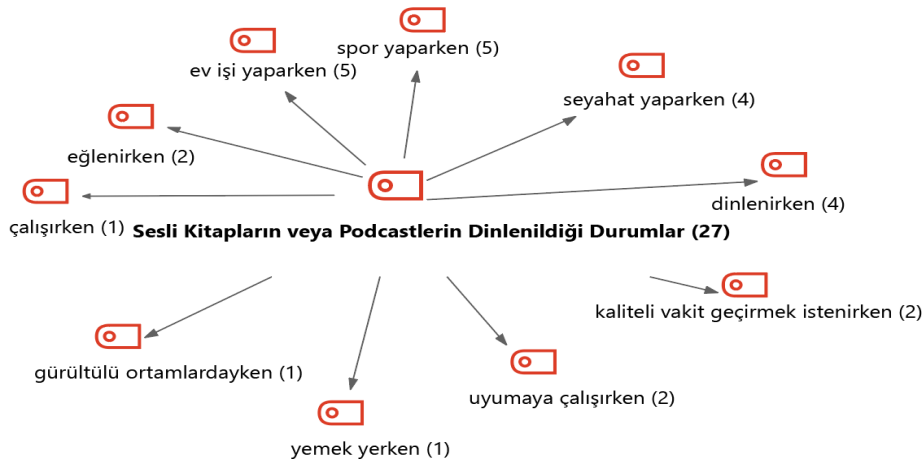 spor yaparken (5)
ev işi yaparken (5)
seyahat yaparken (4)
eğlenirken (2)
dinlenirken (4)
çalışırken (1)
Sesli Kitapların veya Podcastlerin Dinlenildiği Durumlar (27)
kaliteli vakit geçirmek istenirken (2)
gürültülü ortamlardayken (1)
uyumaya çalışırken (2)
yemek yerken (1)